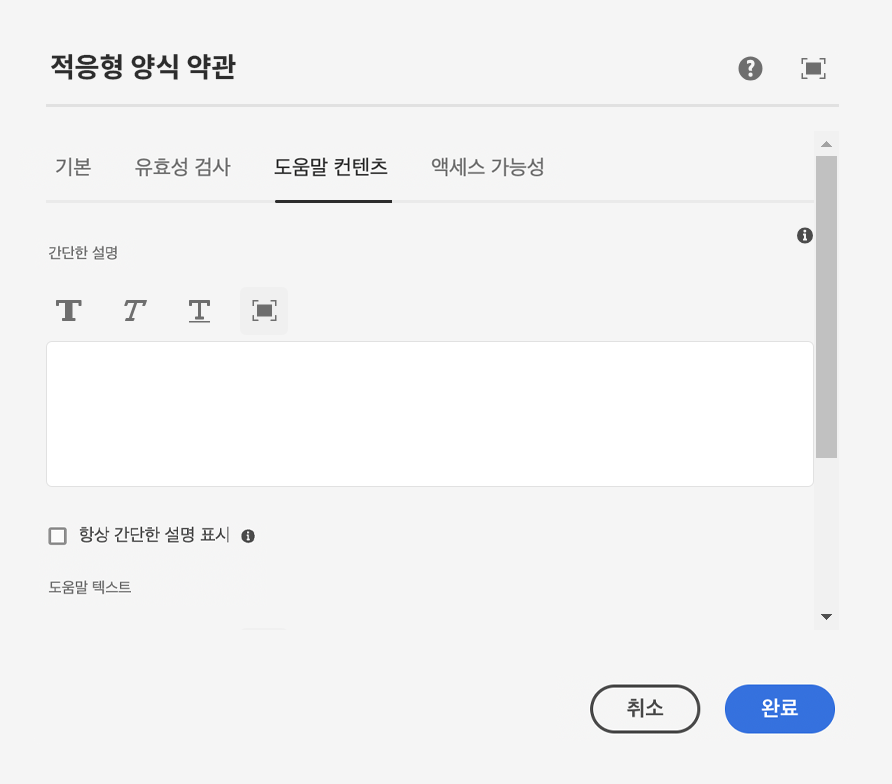 적응형 양식 약관
기본 유효성 검사 도움말 컨텐츠 액세스 가능성
간단한 설명
T T T
항상 간단한 설명 표시
도움말 텍스트
취소 완료